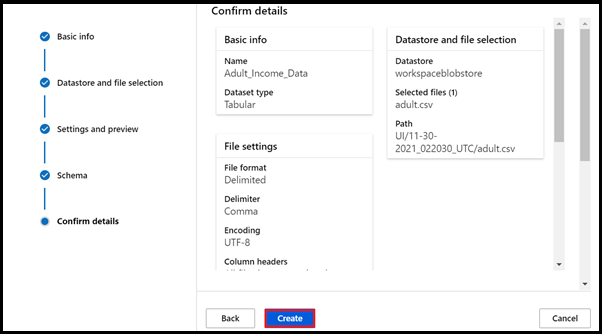 Basic info
Datastore and file selection
Settings and preview
Schema
Confirm details
Confirm details
Basic info
Name
Adult_Income_Data
Dataset type
Tabular
Datastore and file selection
Datastore
workspaceblobstore
Selected files (1)
adult.csv
Path
UI/11-30-
2021_022030_UTC/adult.csv
File settings
File format
Delimited
Delimiter
Comma
Encoding
UTF-8
Column headers
Back
Create
Cancel